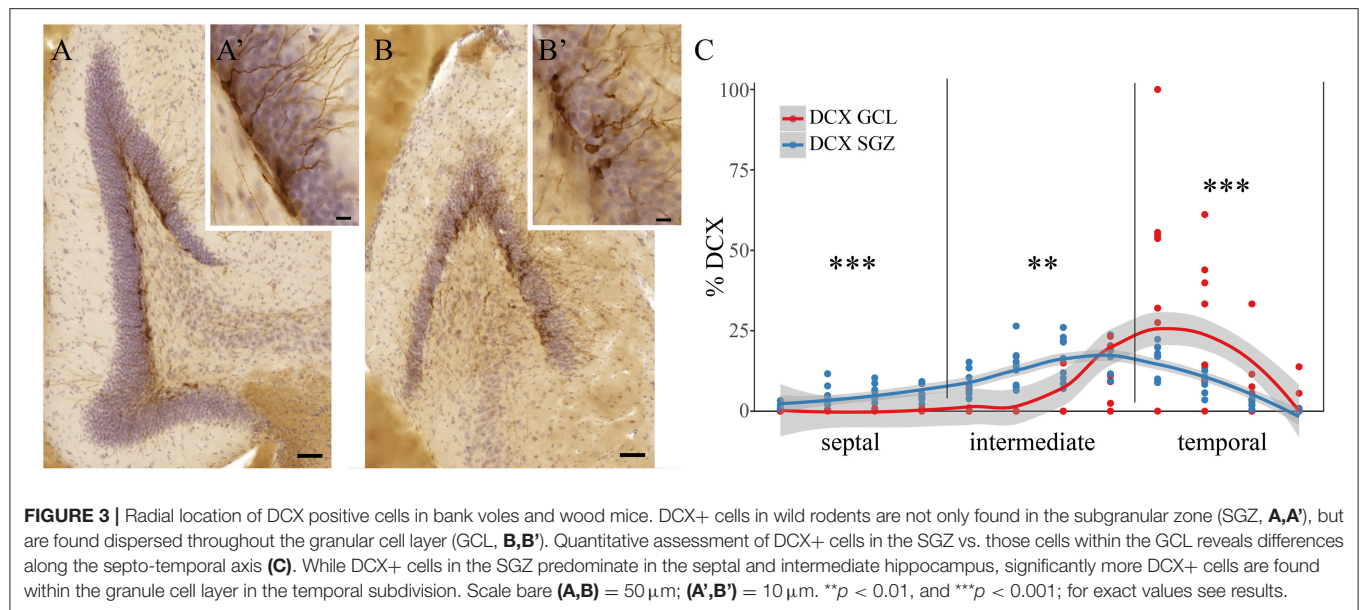 A
A'
B
B'
C
100
75
50
25
0
% DCX
DCX GCL
DCX SGZ
***
**
***
septal
intermediate
temporal
FIGURE 3 | Radial location of DCX positive cells in bank voles and wood mice. DCX+ cells in wild rodents are not only found in the subgranular zone (SGZ, A,A’), but
are found dispersed throughout the granular cell layer (GCL, B,B’). Quantitative assessment of DCX+ cells in the SGZ vs. those cells within the GCL reveals differences
along the septo-temporal axis (C). While DCX+ cells in the SGZ predominate in the septal and intermediate hippocampus, significantly more DCX+ cells are found
within the granule cell layer in the temporal subdivision. Scale bare (A,B) = 50 μm; (A’,B’) = 10 μm. **p < 0.01, and ***p < 0.001; for exact values see results.